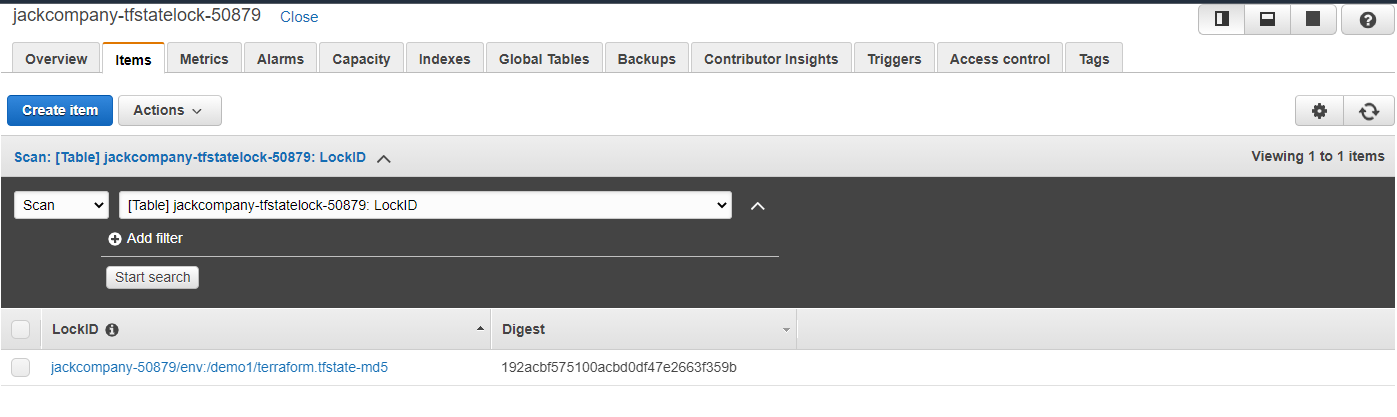 jackcompany-tfstatelock-50879 Close
Overview Items Metrics Alarms Capacity Indexes Global Tables Backups Contributor Insights Triggers Access control Tags
Create item Actions
Scan: [Table] jackcompany-tfstatelock-50879: LockID Viewing 1 to 1 items
Scan [Table] jackcompany-tfstatelock-50879: LockID
Add filter
Start search
LockID Digest
jackcompany-50879/env:/demo1/terraform.tfstate-md5 192acbf575100acbd0df47e2663f359b